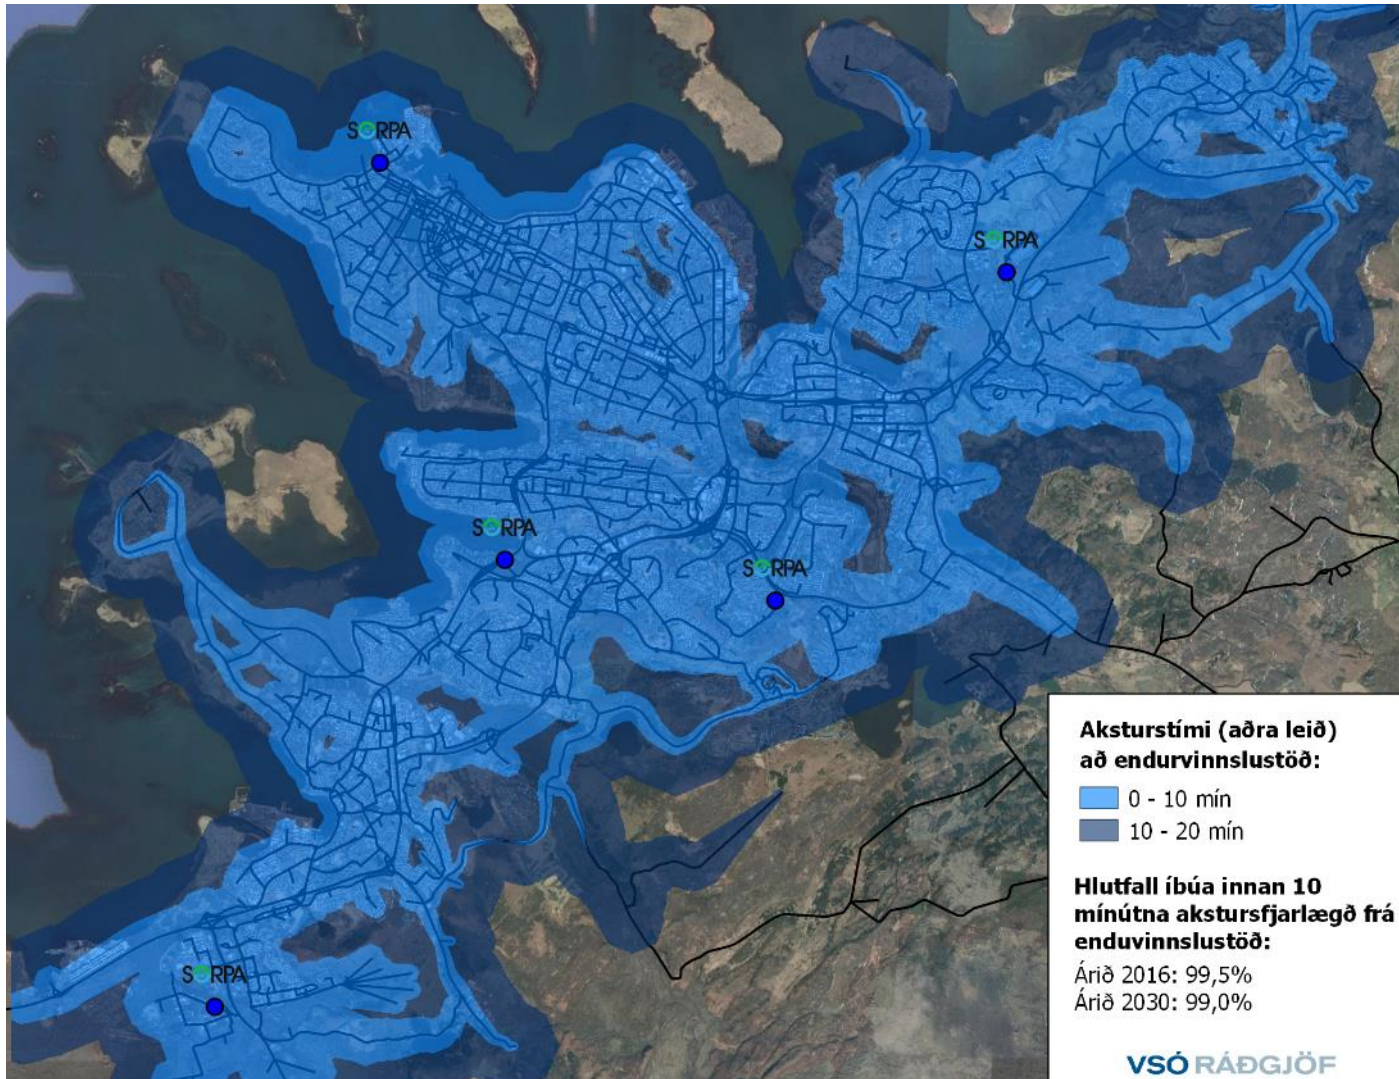 SORPA
SORPA
SORPA
SORPA
SORPA
Aksturstími (aðra leið)
að endurvinnslustöð:
0 - 10 mín
10 - 20 mín
Hlutfall íbúa innan 10
mínútna akstursfjarlægð frá
enduvinnslustöð:
Árið 2016: 99,5%
Árið 2030: 99,0%
VSÓ RÁÐGJÖF